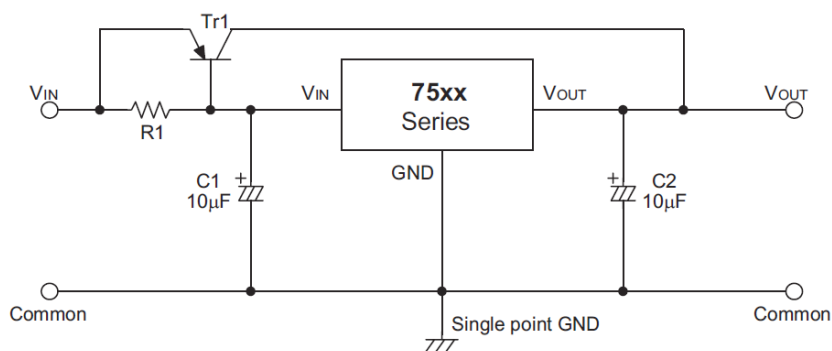 Tr1
VIN
R1
VIN
75xx
Series
VOUT
VOUT
GND
C1
10μF
+
C2
10μF
+
Common
Single point GND
Common